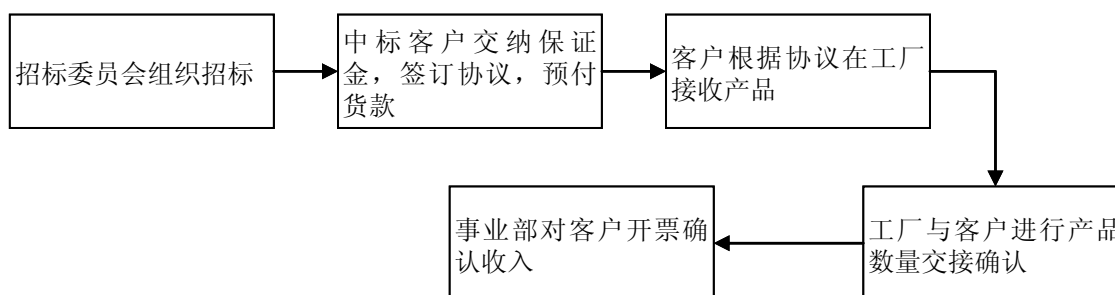 招标委员会组织招标
中标客户交纳保证
金，签订协议，预付
货款
客户根据协议在工厂
接收产品
工厂与客户进行产品
数量交接确认
事业部对客户开票确
认收入